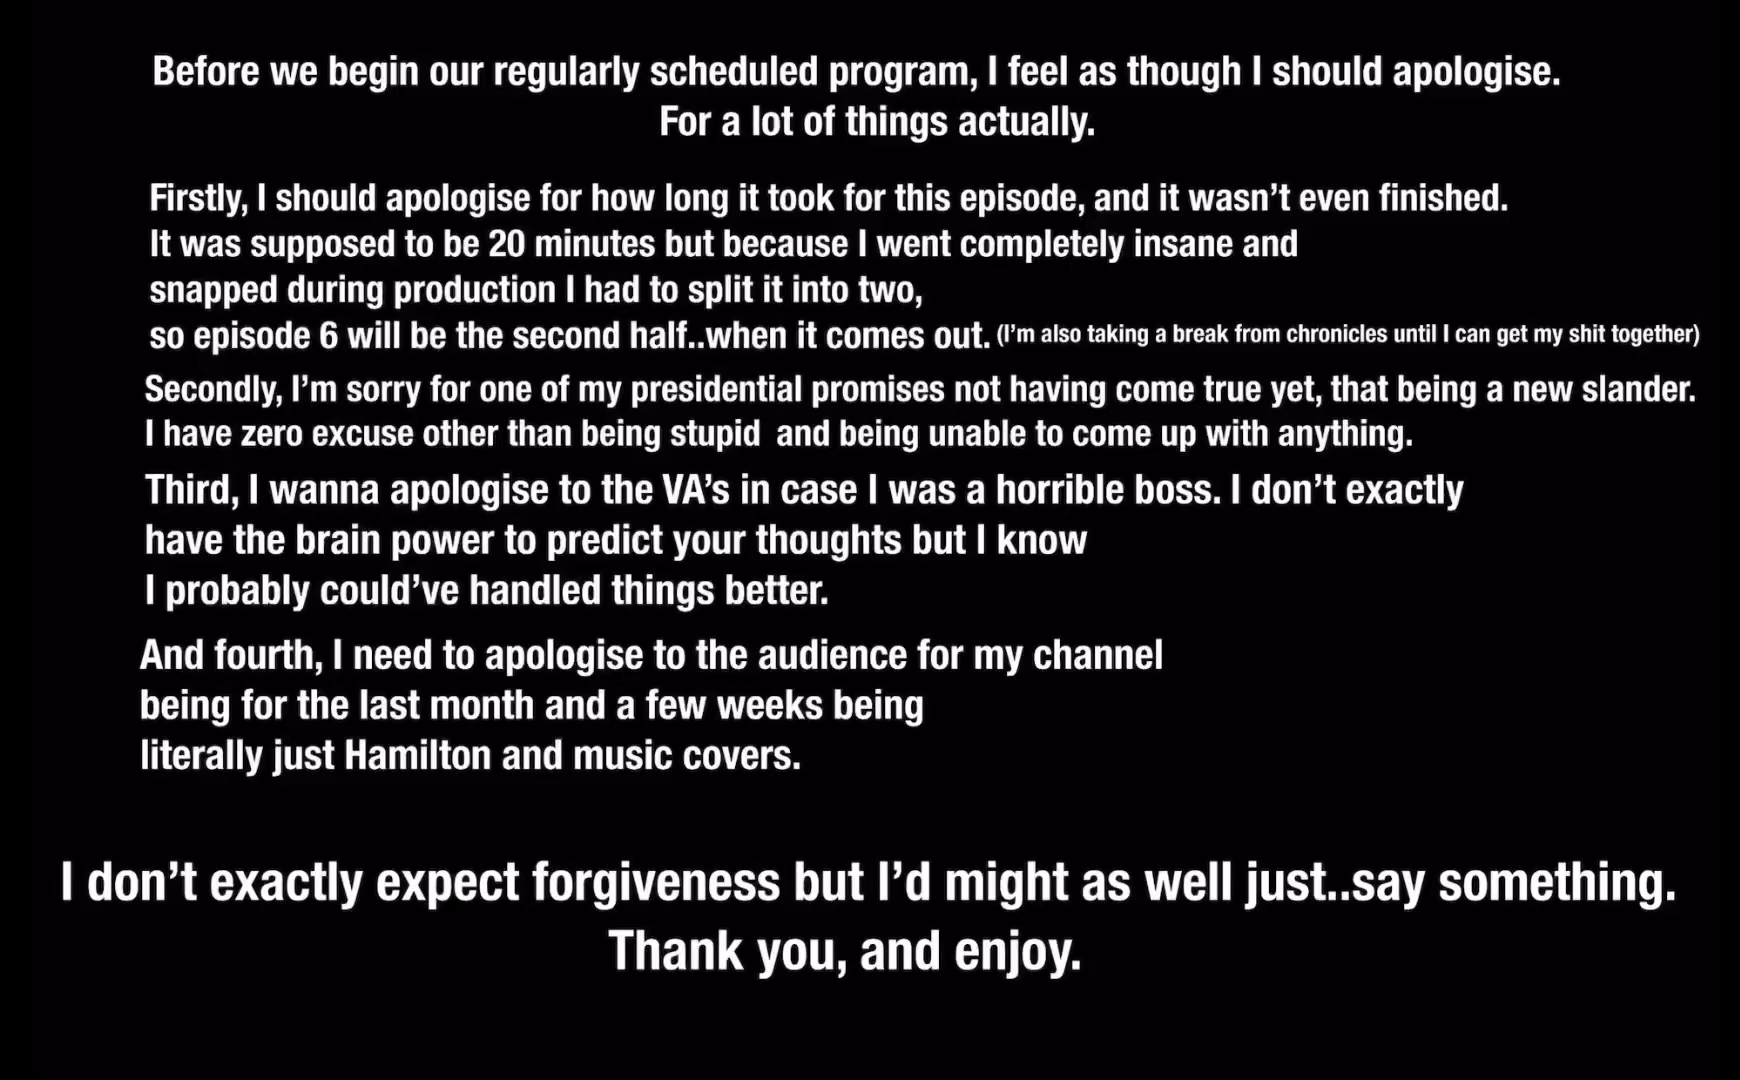 Before we begin our regularly scheduled program, I feel as though I should apologise.
For a lot of things actually.
Firstly, I should apologise for how long it took for this episode, and it wasn't even finished.
It was supposed to be 20 minutes but because I went completely insane and
snapped during production I had to split it into two,
so episode 6 will be the second half..when it comes out. (I'm also taking a break from chronicles until I can get my shit together)
Secondly, I'm sorry for one of my presidential promises not having come true yet, that being a new slander.
I have zero excuse other than being stupid  and being unable to come up with anything.
Third, I wanna apologise to the VA's in case I was a horrible boss. I don't exactly
have the brain power to predict your thoughts but I know
I probably could've handled things better.
And fourth, I need to apologise to the audience for my channel
being for the last month and a few weeks being
literally just Hamilton and music covers.
I don't exactly expect forgiveness but I'd might as well just..say something.
Thank you, and enjoy.